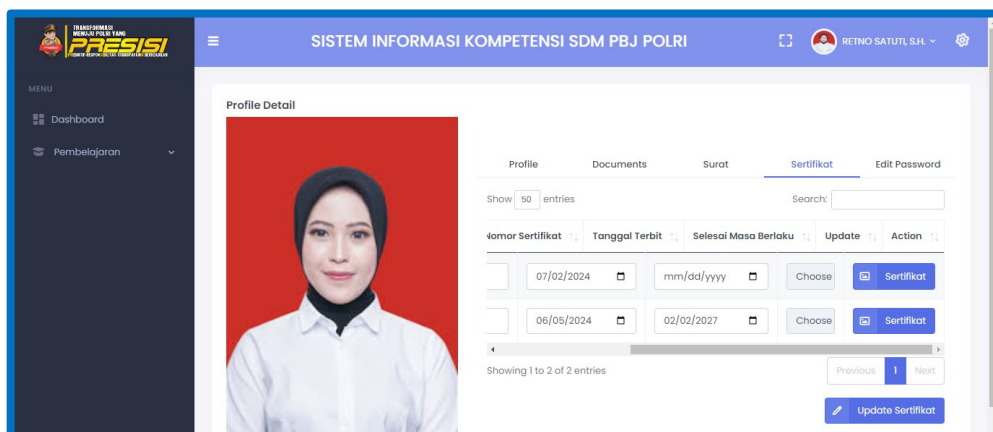 TRANSFORMASI
MENUJU POLRI YANG
PRESISI
SISTEM INFORMASI KOMPETENSI SDM PBJ POLRI
RETNO SATUTI, S.H.
MENU
Dashboard
Pembelajaran
Profile Detail
Profile Documents Surat Sertifikat Edit Password
Show 50 entries Search:
Nomor Sertifikat Tanggal Terbit Selesai Masa Berlaku Update Action
07/02/2024 mm/dd/yyyy Choose Sertifikat
06/05/2024 02/02/2027 Choose Sertifikat
Showing 1 to 2 of 2 entries Previous 1 Next
Update Sertifikat